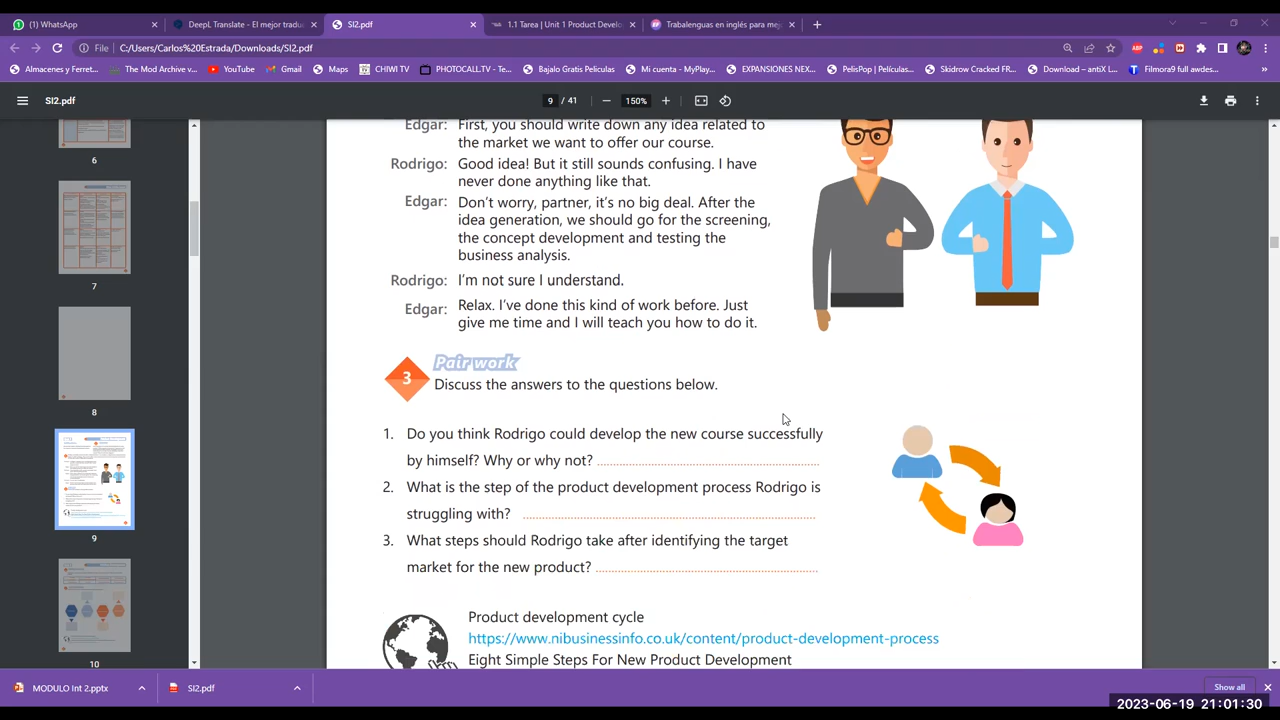 (1) WhatsApp
DeepL Translate - El mejor tradu
SI2.pdf
1.1 Tarea | Unit 1 Product Develo
Trabalenguas en inglés para mej
File C:/Users/Carlos%20Estrada/Downloads/SI2.pdf
Almacenes y Ferret...
The Mod Archive v...
YouTube
Gmail
Maps
CHIWI TV
PHOTOCALL.TV - Te...
Bajalo Gratis Peliculas
Mi cuenta - MyPlay...
EXPANSIONES NEX...
PelisPop | Películas...
Skidrow Cracked FR...
Download – antiX L...
Filmora9 full awdes...
SI2.pdf
9 / 41
150%
6
7
8
9
10
Edgar: First, you should write down any idea related to
the market we want to offer our course.
Rodrigo: Good idea! But it still sounds confusing. I have
never done anything like that.
Edgar: Don't worry, partner, it's no big deal. After the
idea generation, we should go for the screening,
the concept development and testing the
business analysis.
Rodrigo: I'm not sure I understand.
Edgar: Relax. I've done this kind of work before. Just
give me time and I will teach you how to do it.
Pair work
3
Discuss the answers to the questions below.
1. Do you think Rodrigo could develop the new course successfully
by himself? Why or why not?
2. What is the step of the product development process Rodrigo is
struggling with?
3. What steps should Rodrigo take after identifying the target
market for the new product?
Product development cycle
https://www.nibusinessinfo.co.uk/content/product-development-process
Eight Simple Steps For New Product Development
MODULO Int 2.pptx
SI2.pdf
Show all
2023-06-19 21:01:30